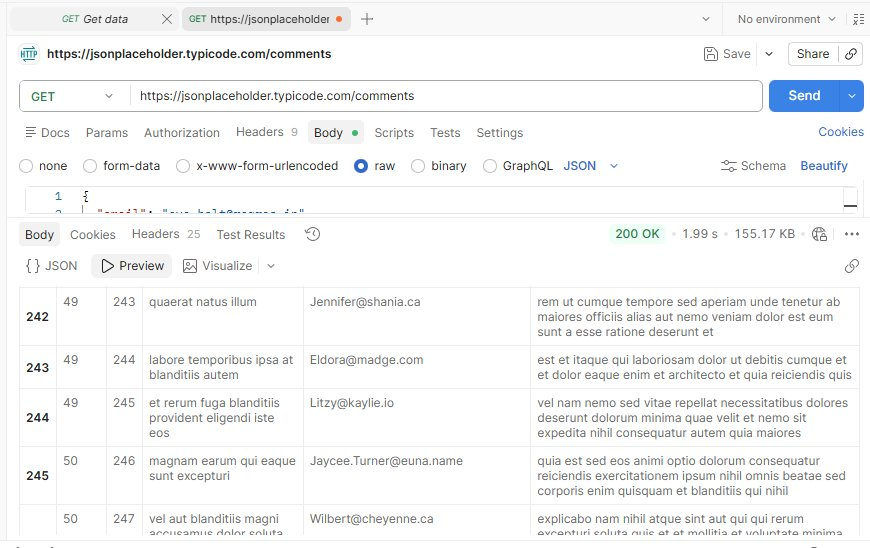 GET Get data GET https://jsonplaceholder No environment
HTTP https://jsonplaceholder.typicode.com/comments Save Share
GET https://jsonplaceholder.typicode.com/comments Send
Docs Params Authorization Headers 9 Body Scripts Tests Settings Cookies
none form-data x-www-form-urlencoded raw binary GraphQL JSON Schema Beautify
1 {
Body Cookies Headers 25 Test Results 200 OK • 1.99 s • 155.17 KB
{} JSON Preview Visualize
242 49 243 quaerat natus illum Jennifer@shania.ca rem ut cumque tempore sed aperiam unde tenetur ab
maiores officiis alias aut nemo veniam dolor est eum
sunt a esse ratione deserunt et
243 49 244 labore temporibus ipsa at Eldora@madge.com est et itaque qui laboriosam dolor ut debitis cumque et
blanditiis autem et dolor eaque enim et architecto et quia reiciendis quis
244 49 245 et rerum fuga blanditiis Litzy@kaylie.io vel nam nemo sed vitae repellat necessitatibus dolores
provident eligendi iste deserunt dolorum minima quae velit et nemo sit
eos expedita nihil consequatur autem quia maiores
245 50 246 magnam earum qui eaque Jaycee.Turner@euna.name quia est sed eos animi optio dolorum consequatur
sunt excepturi reiciendis exercitationem ipsum nihil omnis beatae sed
corporis enim quisquam et blanditiis qui nihil
50 247 vel aut blanditiis magni Wilbert@cheyenne.ca explicabo nam nihil atque sint aut qui qui rerum
accusamus dolor soluta excepturi soluta quis et et mollitia et voluptate minima